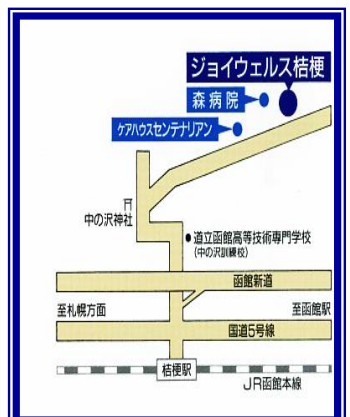 ジョイウェルス桔梗
森病院
ケアハウスセンテナリアン
中の沢神社
道立函館高等技術専門学校
(中の沢訓練校)
函館新道
至札幌方面
至函館駅
国道5号線
桔梗駅
JR函館本線